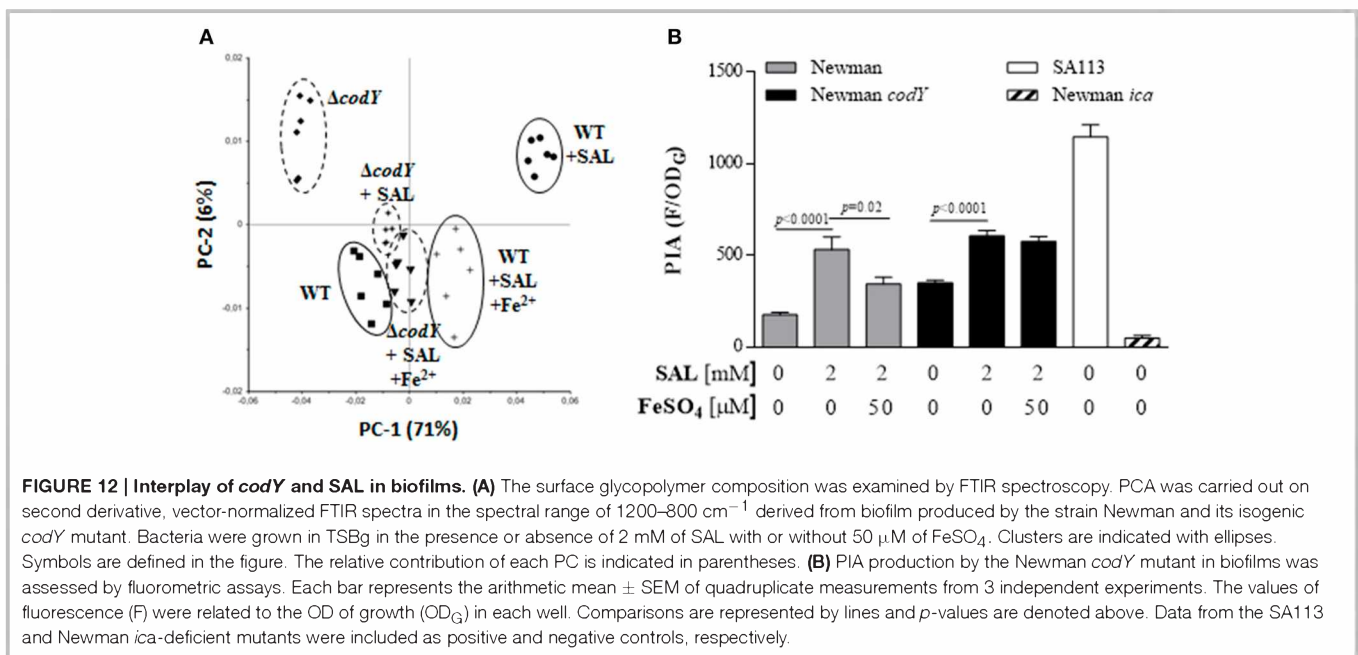 A
B
0,02
0,01
0
-0,01
-0,02
-0,06
-0,04
-0,02
0
0,02
0,04
0,06
PC-2 (6%)
PC-1 (71%)
ΔcodY
WT
+SAL
ΔcodY
+ SAL
WT
WT
+SAL
+Fe²⁺
ΔcodY
+ SAL
+Fe²⁺
Newman
SA113
Newman codY
Newman ica
PIA (F/ODG)
1500
1000
500
0
p<0.0001
p=0.02
p<0.0001
SAL [mM] 0 2 2 0 2 2 0 0
FeSO₄ [µM] 0 0 50 0 0 50 0 0
FIGURE 12 | Interplay of codY and SAL in biofilms. (A) The surface glycopolymer composition was examined by FTIR spectroscopy. PCA was carried out on
second derivative, vector-normalized FTIR spectra in the spectral range of 1200–800 cm⁻¹ derived from biofilm produced by the strain Newman and its isogenic
codY mutant. Bacteria were grown in TSBg in the presence or absence of 2 mM of SAL with or without 50 µM of FeSO₄. Clusters are indicated with ellipses.
Symbols are defined in the figure. The relative contribution of each PC is indicated in parentheses. (B) PIA production by the Newman codY mutant in biofilms was
assessed by fluorometric assays. Each bar represents the arithmetic mean ± SEM of quadruplicate measurements from 3 independent experiments. The values of
fluorescence (F) were related to the OD of growth (ODG) in each well. Comparisons are represented by lines and p-values are denoted above. Data from the SA113
and Newman ica-deficient mutants were included as positive and negative controls, respectively.